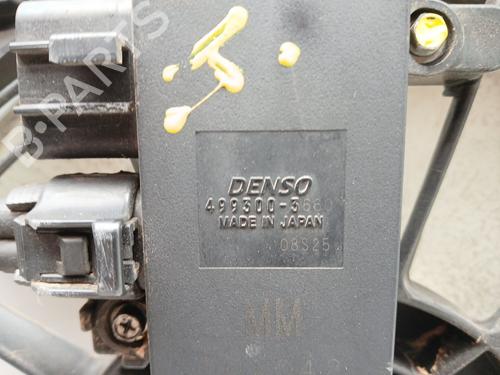 B-PARTS
DENSO
499300-3660
MADE IN JAPAN
08S25
MM